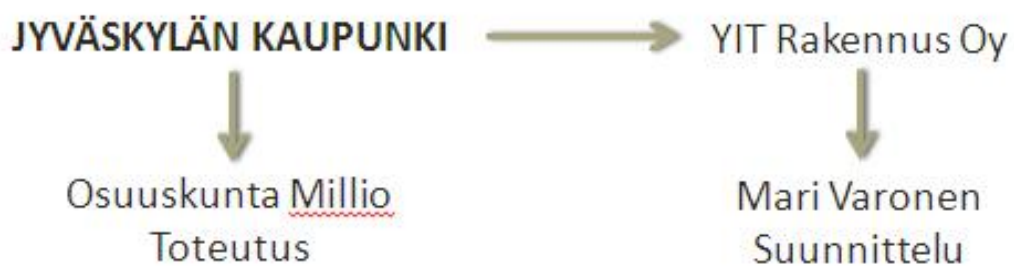 JYVÄSKYLÄN KAUPUNKI
YIT Rakennus Oy
Osuuskunta Millio
Toteutus
Mari Varonen
Suunnittelu